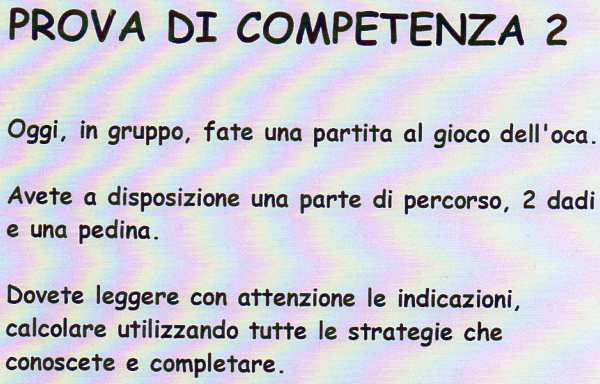 PROVA DI COMPETENZA 2
Oggi, in gruppo, fate una partita al gioco dell'oca.
Avete a disposizione una parte di percorso, 2 dadi
e una pedina.
Dovete leggere con attenzione le indicazioni,
calcolare utilizzando tutte le strategie che
conoscete e completare.